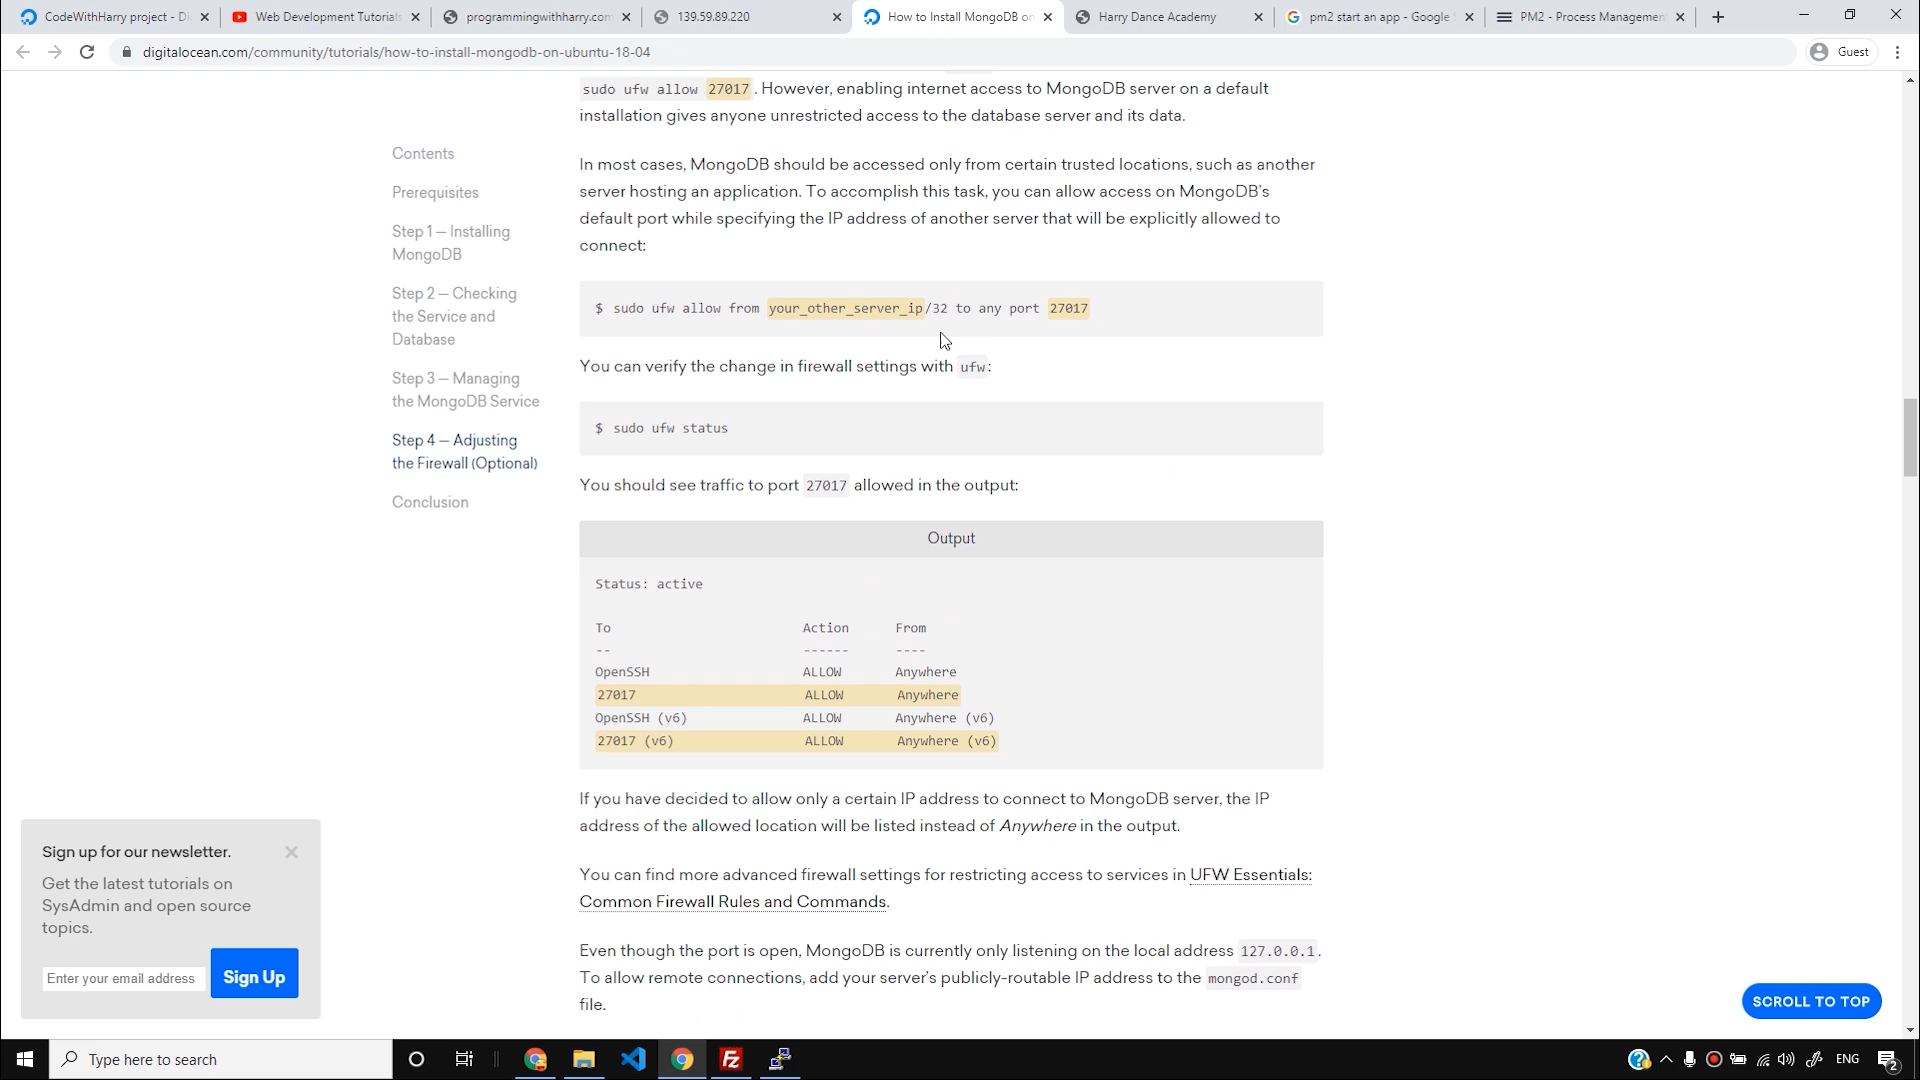 CodeWithHarry project - Di
Web Development Tutorials
programmingwithharry.com
139.59.89.220
How to Install MongoDB on
Harry Dance Academy
pm2 start an app - Google
PM2 - Process Managemen
digitalocean.com/community/tutorials/how-to-install-mongodb-on-ubuntu-18-04
Guest
sudo ufw allow 27017. However, enabling internet access to MongoDB server on a default
installation gives anyone unrestricted access to the database server and its data.
Contents
Prerequisites
Step 1 — Installing
MongoDB
Step 2 — Checking
the Service and
Database
Step 3 — Managing
the MongoDB Service
Step 4 — Adjusting
the Firewall (Optional)
Conclusion
In most cases, MongoDB should be accessed only from certain trusted locations, such as another
server hosting an application. To accomplish this task, you can allow access on MongoDB's
default port while specifying the IP address of another server that will be explicitly allowed to
connect:
$ sudo ufw allow from your_other_server_ip/32 to any port 27017
You can verify the change in firewall settings with ufw:
$ sudo ufw status
You should see traffic to port 27017 allowed in the output:
Output
Status: active
To Action From
-- ------ ----
OpenSSH ALLOW Anywhere
27017 ALLOW Anywhere
OpenSSH (v6) ALLOW Anywhere (v6)
27017 (v6) ALLOW Anywhere (v6)
If you have decided to allow only a certain IP address to connect to MongoDB server, the IP
address of the allowed location will be listed instead of Anywhere in the output.
You can find more advanced firewall settings for restricting access to services in UFW Essentials:
Common Firewall Rules and Commands.
Even though the port is open, MongoDB is currently only listening on the local address 127.0.0.1.
To allow remote connections, add your server's publicly-routable IP address to the mongod.conf
file.
Sign up for our newsletter.
Get the latest tutorials on
SysAdmin and open source
topics.
Enter your email address
Sign Up
SCROLL TO TOP
Type here to search
ENG
2